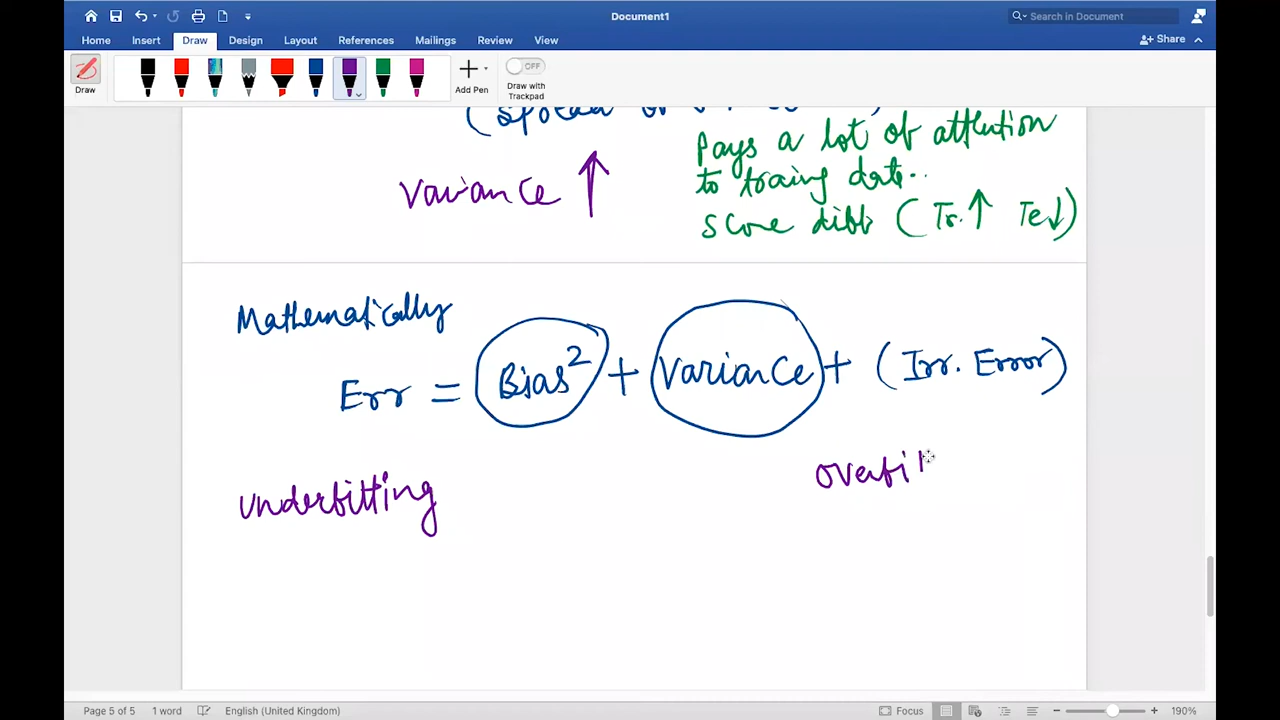 Document1
Search in Document
Home Insert Draw Design Layout References Mailings Review View
Share
Draw
Add Pen
OFF
Draw with Trackpad
(Spread of
Pays a lot of attention
to traing data..
Variance ↑
score diff (Tr.↑ Te↓)
Mathematically
Err = Bias² + Variance + (Irr. Error)
Underfitting
overfi
Page 5 of 5 1 word English (United Kingdom) Focus 190%